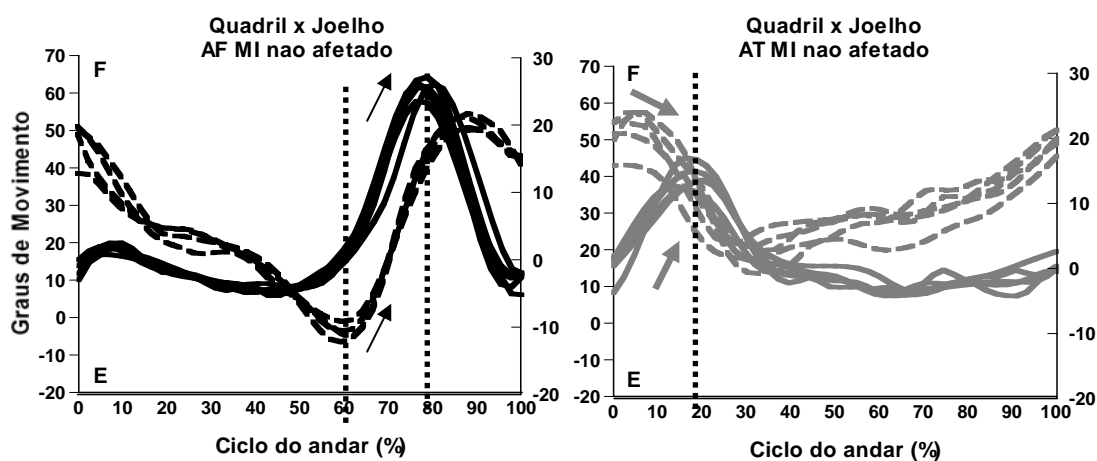 Quadril x Joelho
AF MI nao afetado
Graus de Movimento
70
60
50
40
30
20
10
0
-10
-20
F
E
30
20
10
0
-10
-20
0 10 20 30 40 50 60 70 80 90 100
Ciclo do andar (%)
Quadril x Joelho
AT MI nao afetado
70
60
50
40
30
20
10
0
-10
-20
F
E
30
20
10
0
-10
-20
0 10 20 30 40 50 60 70 80 90 100
Ciclo do andar (%)